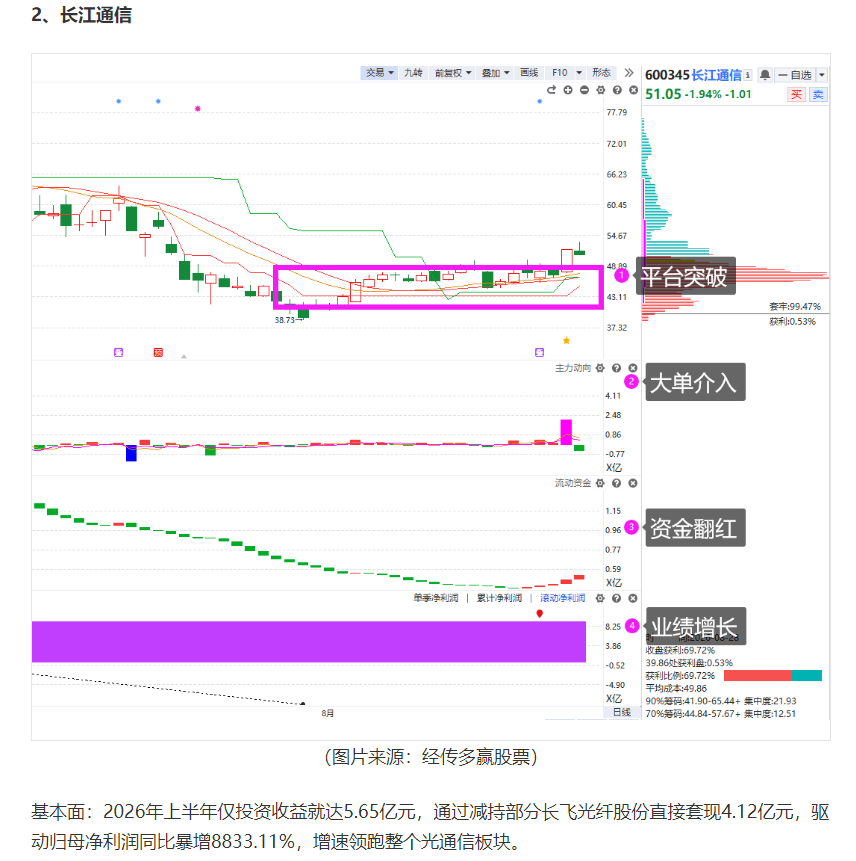 2、长江通信
交易 九转 前复权 叠加 画线 F10 形态
600345长江通信 自选
51.05 -1.94% -1.01
买 卖
77.79
72.01
66.23
60.45
54.67
48.89
1 平台突破
43.11
套牢:99.47%
38.73
37.32
获利:0.53%
预
主力动向
2 大单介入
4.11
2.48
0.86
-0.77
X亿
流动资金
1.15
3 资金翻红
0.96
0.77
0.59
X亿
单季净利润 | 累计净利润 | 滚动净利润
8.25
4 业绩增长
3.86
收盘获利:69.72%
-0.52
39.86处获利盘:0.53%
获利比例:69.72%
-4.90
平均成本:49.86
X亿
90%筹码:41.90-65.44+ 集中度:21.93
8月
日线
70%筹码:44.84-57.67+ 集中度:12.51
（图片来源：经传多赢股票）
基本面：2026年上半年仅投资收益就达5.65亿元，通过减持部分长飞光纤股份直接套现4.12亿元，驱
动归母净利润同比暴增8833.11%，增速领跑整个光通信板块。